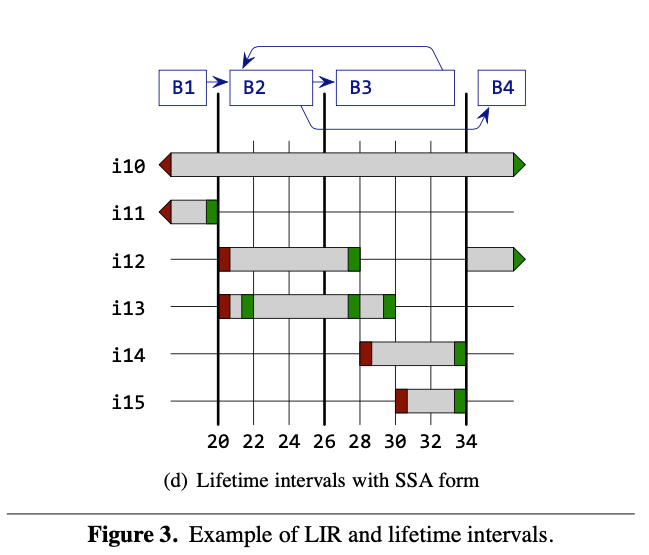 B1 B2 B3 B4
i10
i11
i12
i13
i14
i15
20 22 24 26 28 30 32 34
(d) Lifetime intervals with SSA form
Figure 3. Example of LIR and lifetime intervals.